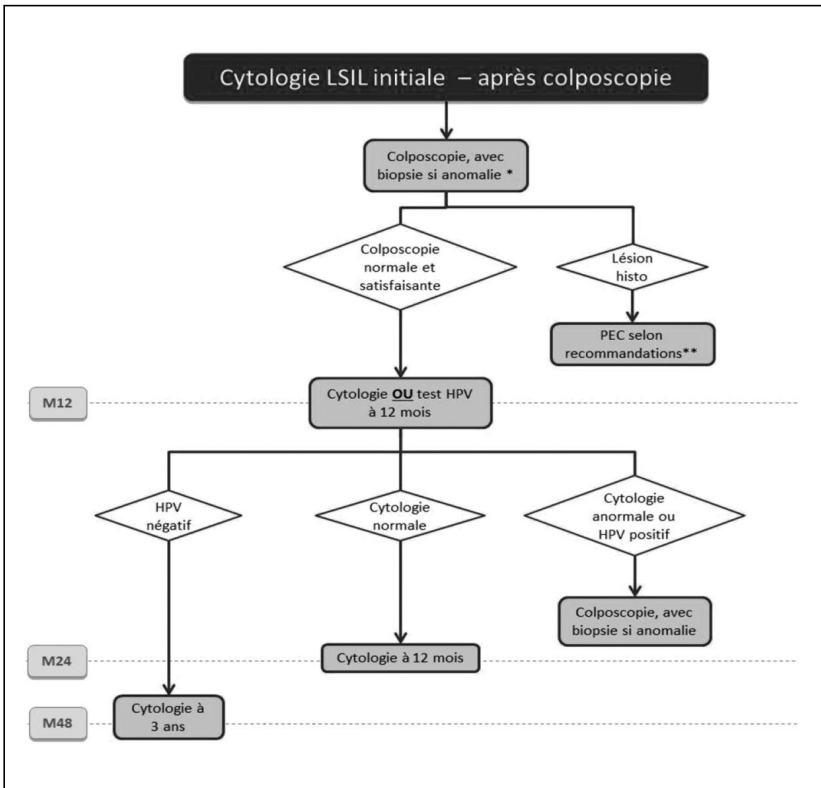 Cytologie LSIL initiale – après colposcopie
Colposcopie, avec
biopsie si anomalie *
Colposcopie
normale et
satisfaisante
Lésion
histo
PEC selon
recommandations**
M12
Cytologie OU test HPV
à 12 mois
HPV
négatif
Cytologie
normale
Cytologie
anormale ou
HPV positif
Colposcopie, avec
biopsie si anomalie
M24
Cytologie à 12 mois
M48
Cytologie à
3 ans